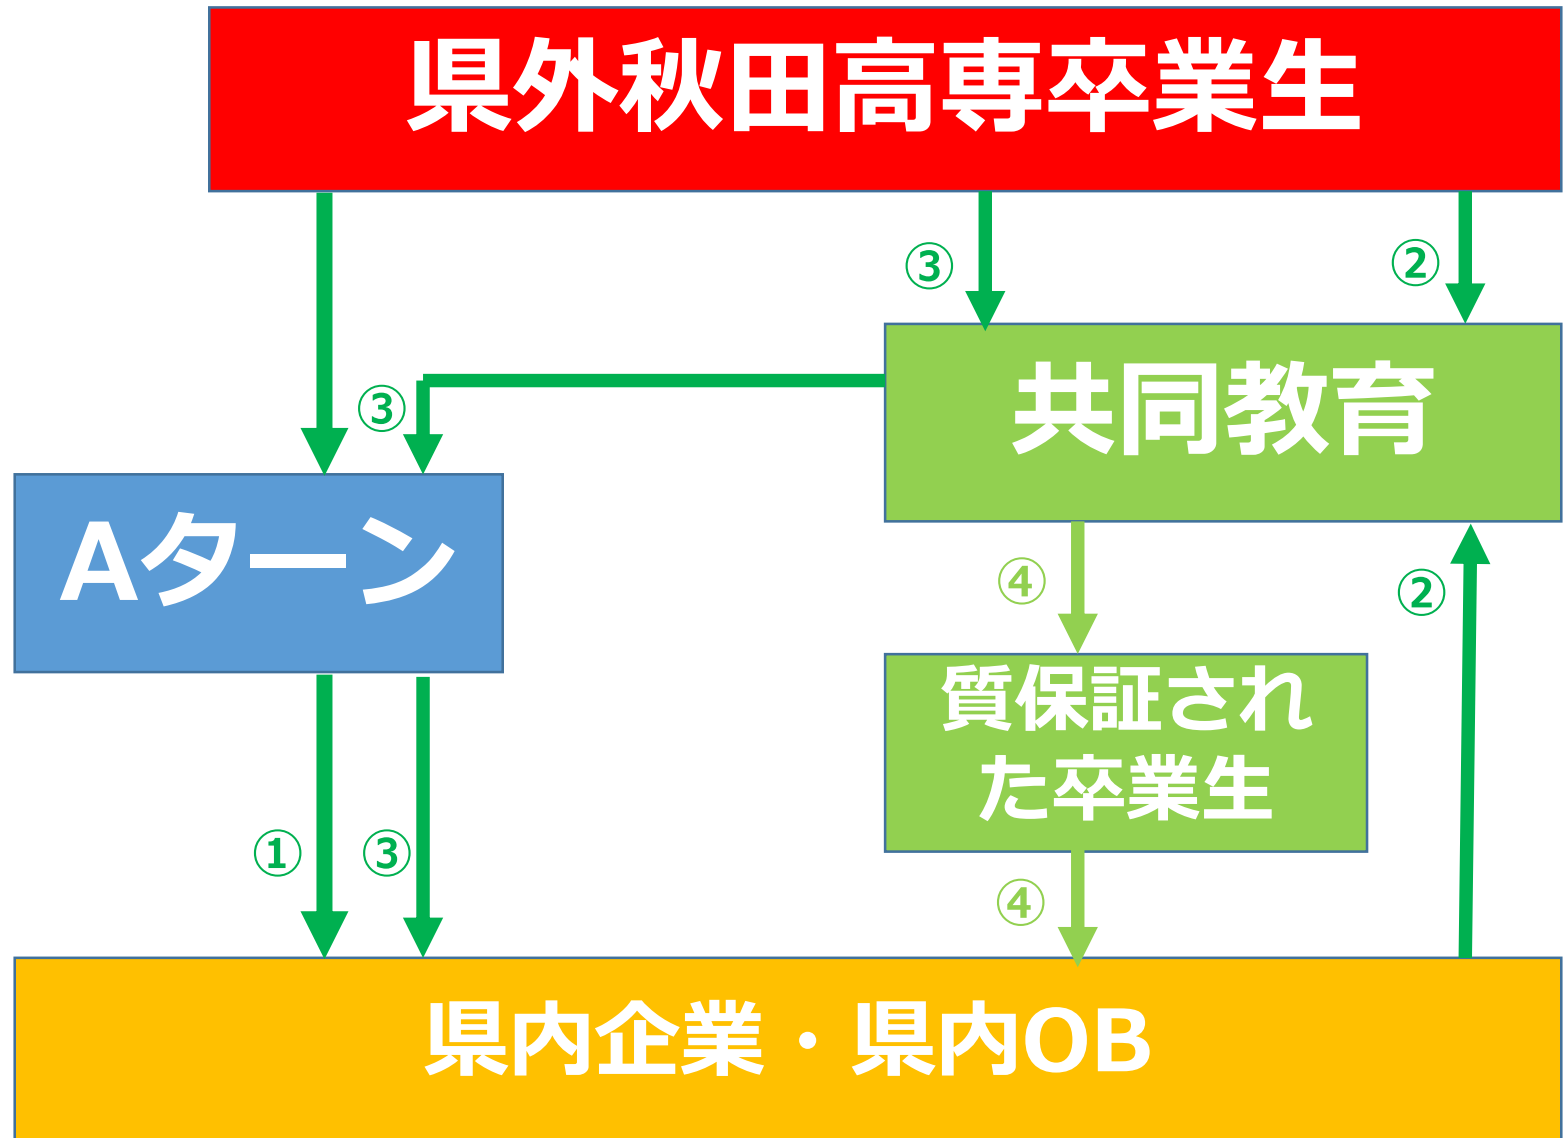 県外秋田高専卒業生
③
②
共同教育
③
Aターン
④
②
質保証され
た卒業生
①
③
④
県内企業・県内OB